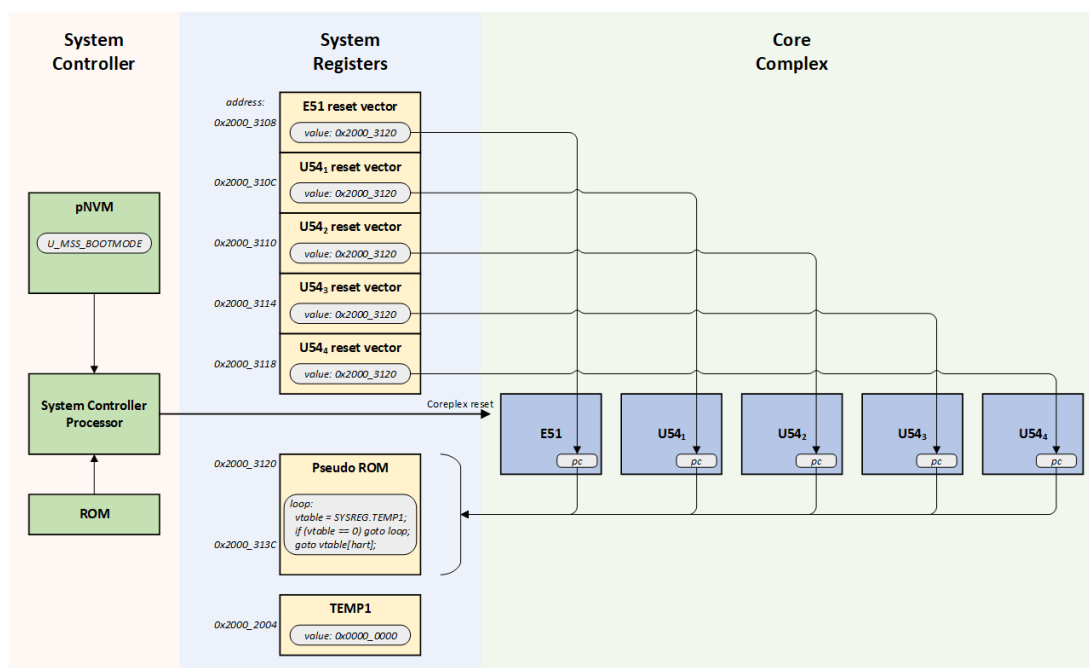 System
Controller
System
Registers
Core
Complex
address:
E51 reset vector
0x2000_3108
value: 0x2000_3120
U54₁ reset vector
0x2000_310C
value: 0x2000_3120
pNVM
U_MSS_BOOTMODE
U54₂ reset vector
0x2000_3110
value: 0x2000_3120
U54₃ reset vector
0x2000_3114
value: 0x2000_3120
U54₄ reset vector
0x2000_3118
value: 0x2000_3120
System Controller
Processor
Coreplex reset
E51
pc
U54₁
pc
U54₂
pc
U54₃
pc
U54₄
pc
ROM
0x2000_3120
Pseudo ROM
loop:
vtable = SYSREG.TEMP1;
if (vtable == 0) goto loop;
goto vtable[hart];
0x2000_313C
TEMP1
0x2000_2004
value: 0x0000_0000